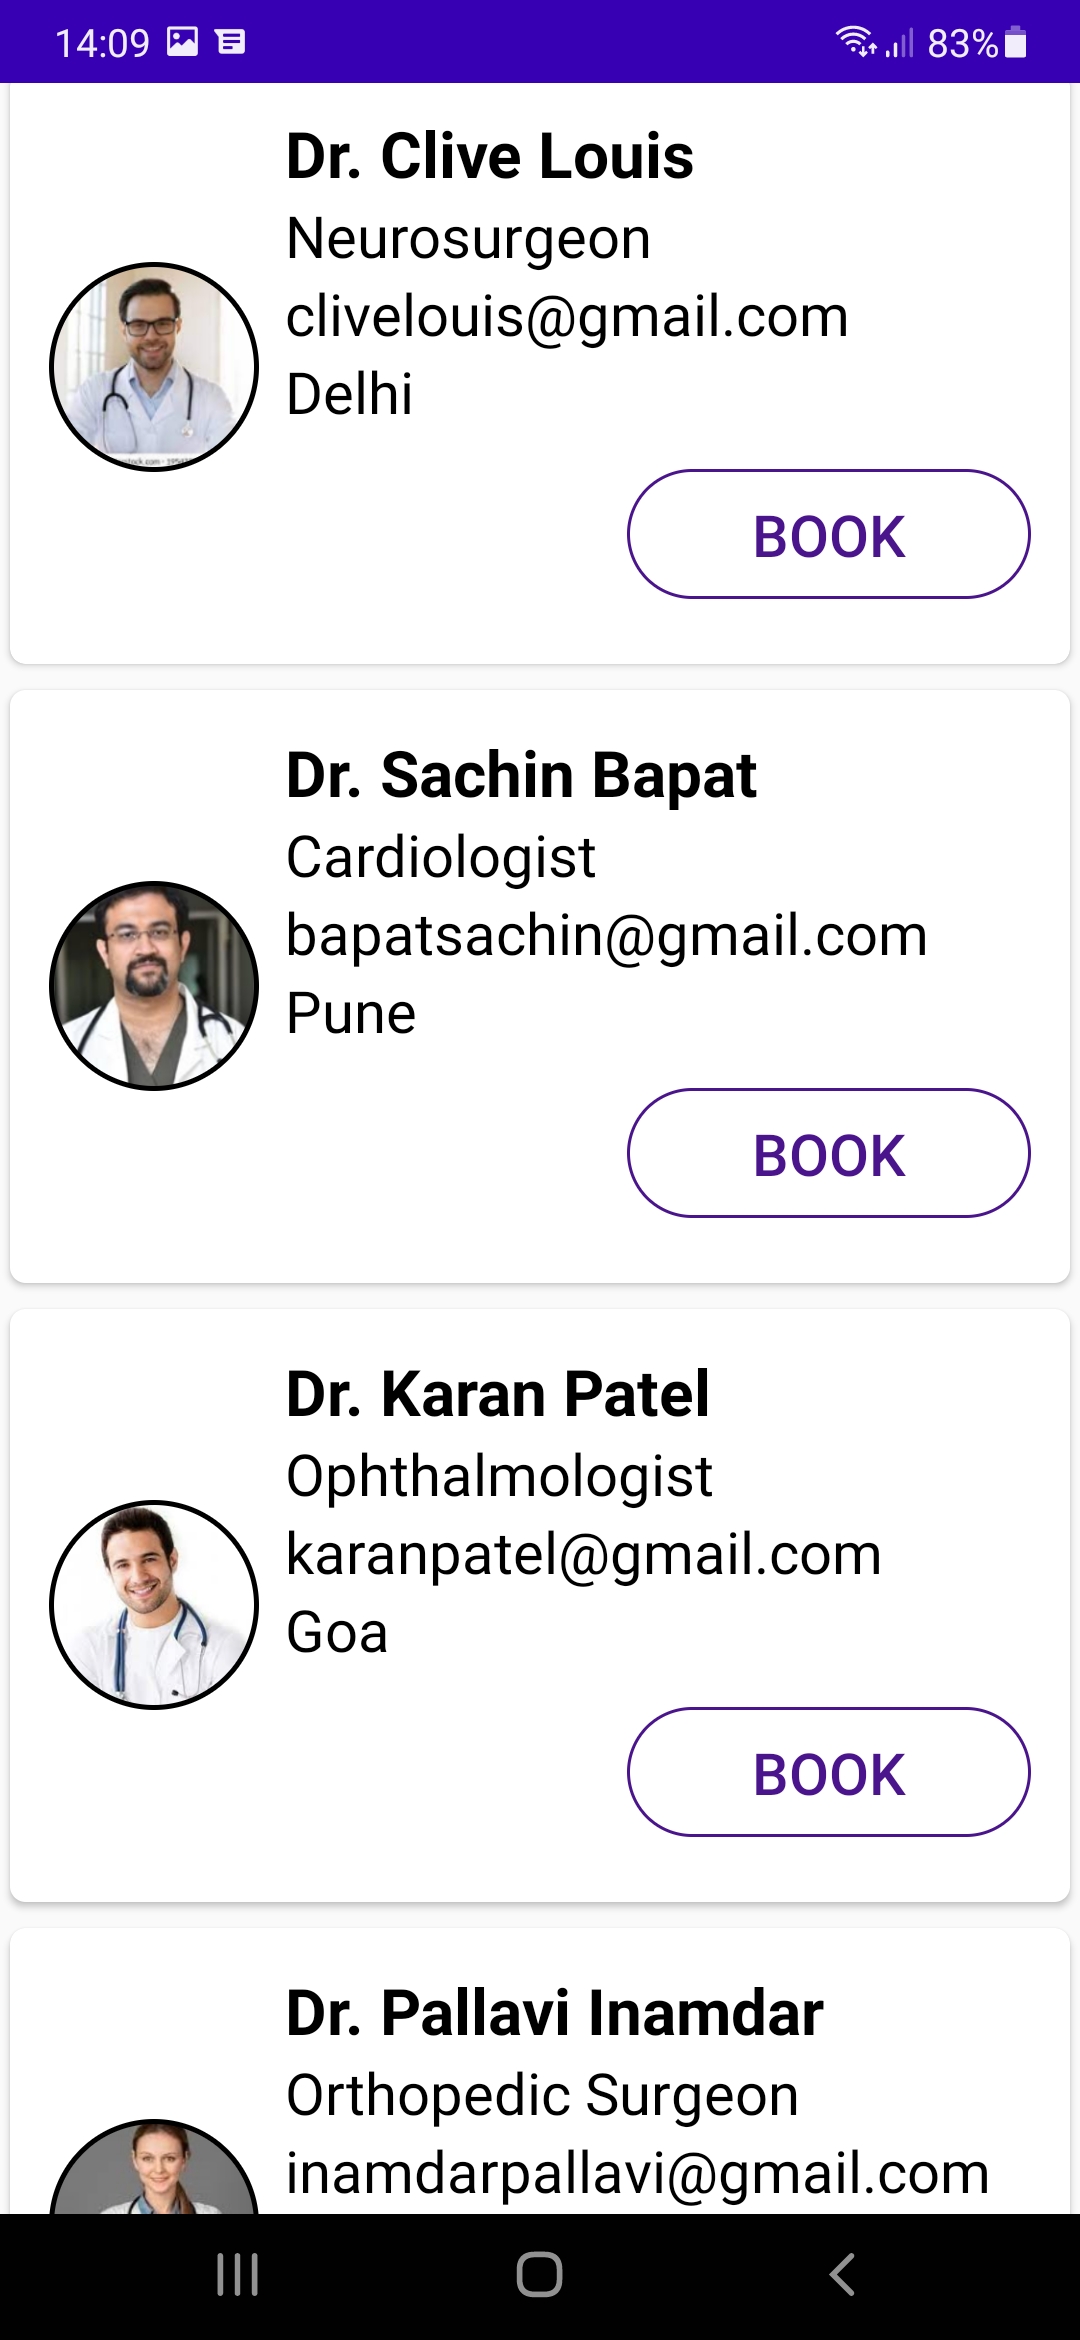 14:09
83%
Dr. Clive Louis
Neurosurgeon
clivelouis@gmail.com
Delhi
BOOK
Dr. Sachin Bapat
Cardiologist
bapatsachin@gmail.com
Pune
BOOK
Dr. Karan Patel
Ophthalmologist
karanpatel@gmail.com
Goa
BOOK
Dr. Pallavi Inamdar
Orthopedic Surgeon
inamdarpallavi@gmail.com